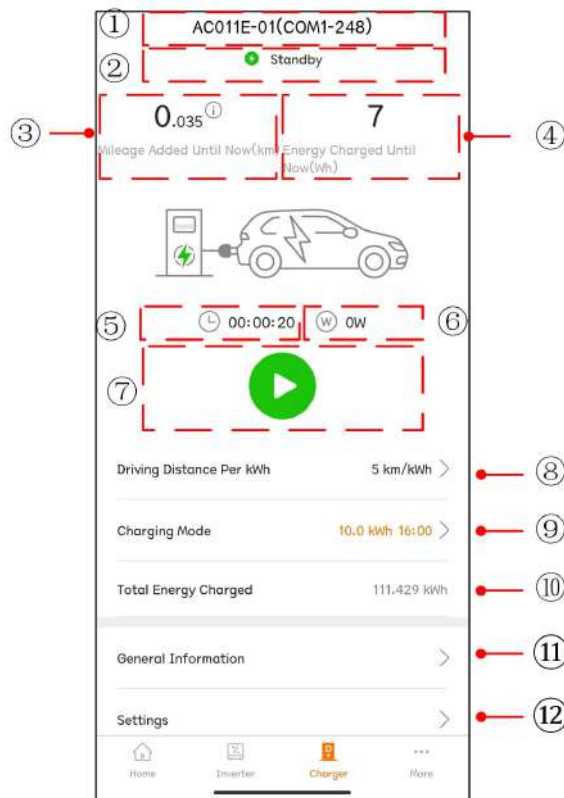 ① AC011E-01(COM1-248)
② Standby
③ 0.035 i 7 ④
Mileage Added Until Now(km) Energy Charged Until
Now(Wh)
⑤ 00:00:20 W 0W ⑥
⑦
Driving Distance Per kWh 5 km/kWh ⑧
Charging Mode 10.0 kWh 16:00 ⑨
Total Energy Charged 111.429 kWh ⑩
General Information ⑪
Settings ⑫
Home Inverter Charger More